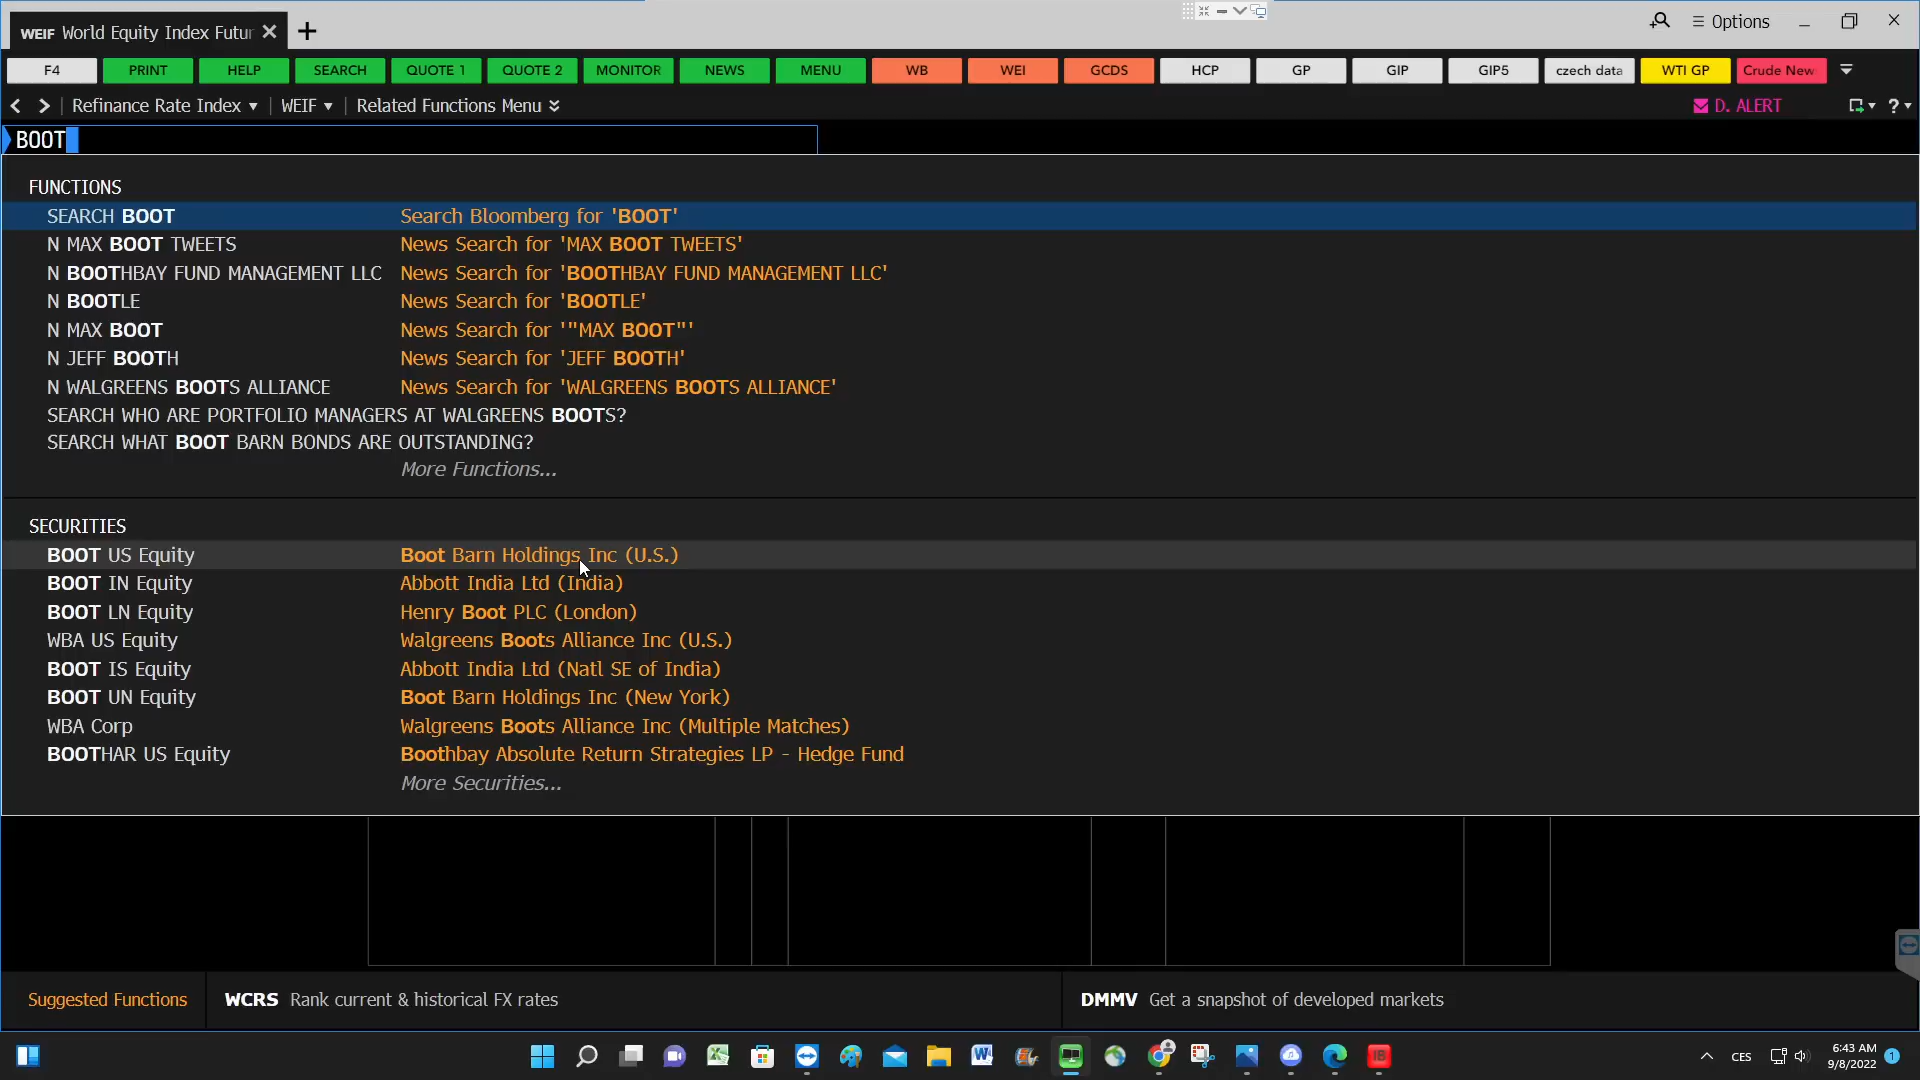 WEIF World Equity Index Futur
Options
F4 PRINT HELP SEARCH QUOTE 1 QUOTE 2 MONITOR NEWS MENU WB WEI GCDS HCP GP GIP GIP5 czech data WTI GP Crude New
Refinance Rate Index WEIF Related Functions Menu D. ALERT ?
BOOT
FUNCTIONS
SEARCH BOOT Search Bloomberg for 'BOOT'
N MAX BOOT TWEETS News Search for 'MAX BOOT TWEETS'
N BOOTHBAY FUND MANAGEMENT LLC News Search for 'BOOTHBAY FUND MANAGEMENT LLC'
N BOOTLE News Search for 'BOOTLE'
N MAX BOOT News Search for '"MAX BOOT"'
N JEFF BOOTH News Search for 'JEFF BOOTH'
N WALGREENS BOOTS ALLIANCE News Search for 'WALGREENS BOOTS ALLIANCE'
SEARCH WHO ARE PORTFOLIO MANAGERS AT WALGREENS BOOTS?
SEARCH WHAT BOOT BARN BONDS ARE OUTSTANDING?
More Functions...
SECURITIES
BOOT US Equity Boot Barn Holdings Inc (U.S.)
BOOT IN Equity Abbott India Ltd (India)
BOOT LN Equity Henry Boot PLC (London)
WBA US Equity Walgreens Boots Alliance Inc (U.S.)
BOOT IS Equity Abbott India Ltd (Natl SE of India)
BOOT UN Equity Boot Barn Holdings Inc (New York)
WBA Corp Walgreens Boots Alliance Inc (Multiple Matches)
BOOTHAR US Equity Boothbay Absolute Return Strategies LP - Hedge Fund
More Securities...
Suggested Functions WCRS Rank current & historical FX rates DMMV Get a snapshot of developed markets
CES 6:43 AM
9/8/2022 1